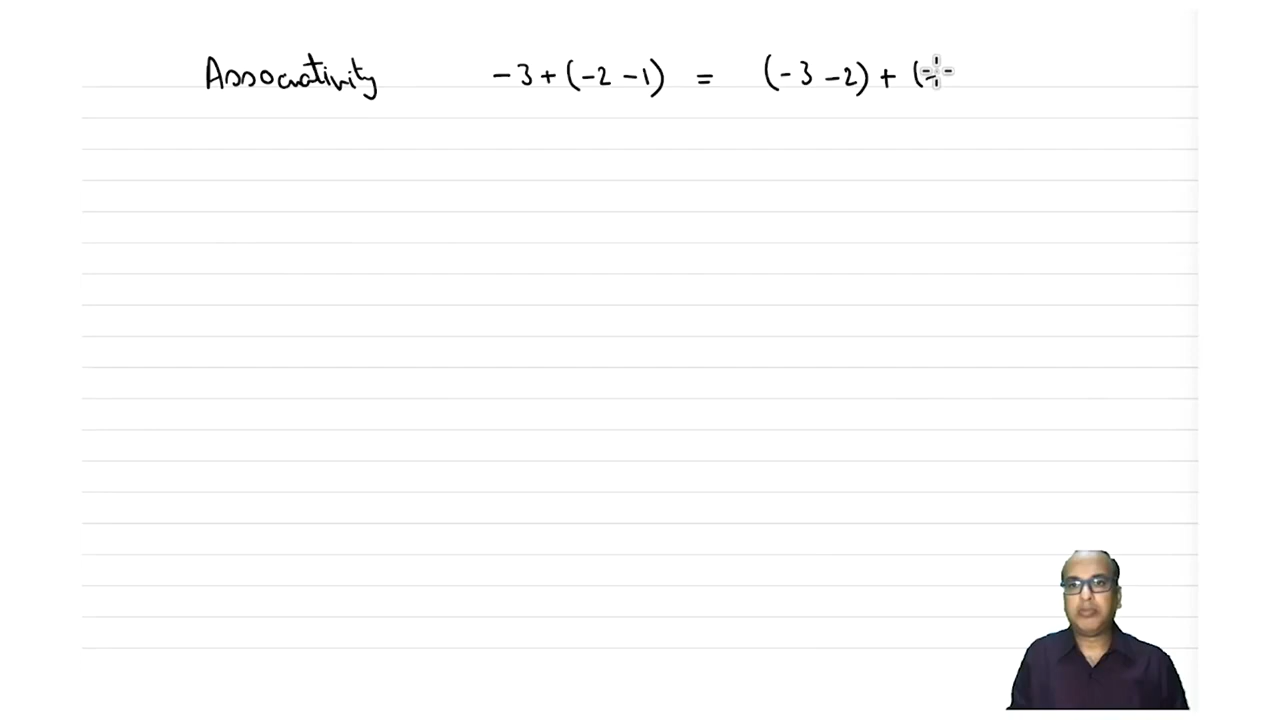 Associativity -3 + (-2 -1) = (-3 -2) + (-